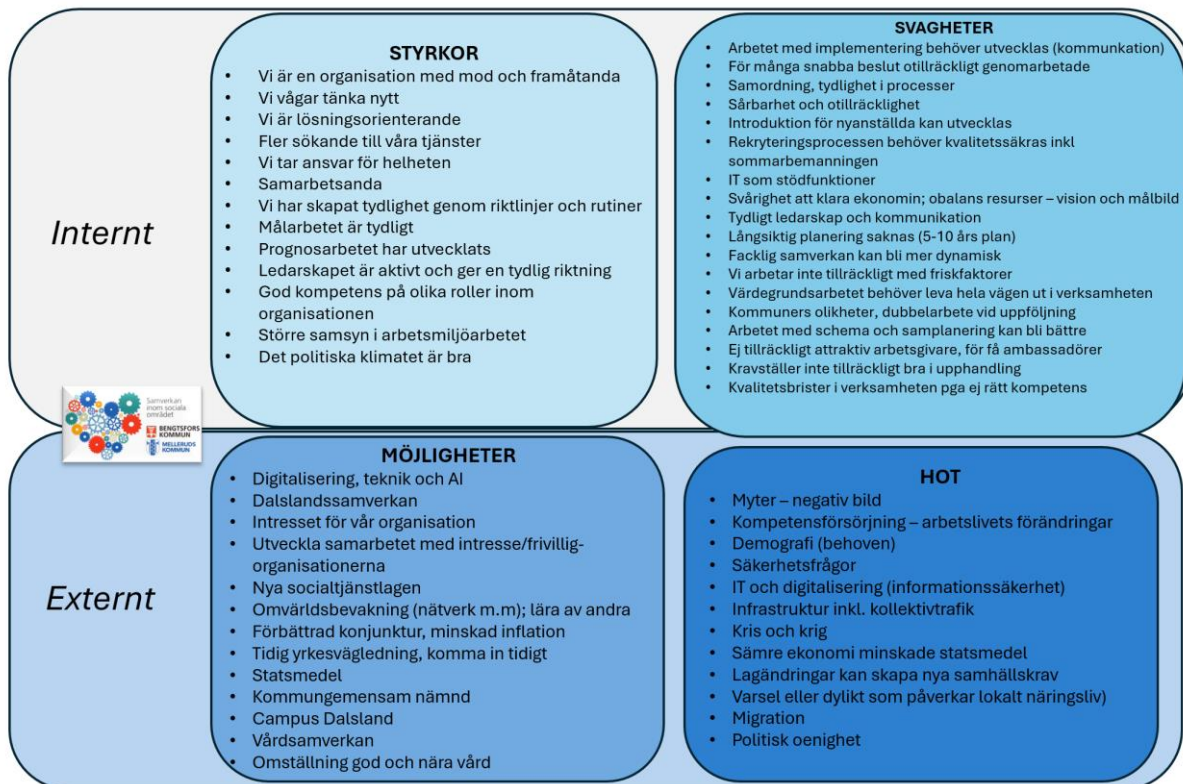 Internt
STYRKOR
• Vi är en organisation med mod och framåtanda
• Vi vågar tänka nytt
• Vi är lösningsorienterande
• Fler sökande till våra tjänster
• Vi tar ansvar för helheten
• Samarbetsanda
• Vi har skapat tydlighet genom riktlinjer och rutiner
• Målarbetet är tydligt
• Prognosarbetet har utvecklats
• Ledarskapet är aktivt och ger en tydlig riktning
• God kompetens på olika roller inom
organisationen
• Större samsyn i arbetsmiljöarbetet
• Det politiska klimatet är bra
SVAGHETER
• Arbetet med implementering behöver utvecklas (kommunkation)
• För många snabba beslut otillräckligt genomarbetade
• Samordning, tydlighet i processer
• Sårbarhet och otillräcklighet
• Introduktion för nyanställda kan utvecklas
• Rekryteringsprocessen behöver kvalitetssäkras inkl
sommarbemanningen
• IT som stödfunktioner
• Svårighet att klara ekonomin; obalans resurser – vision och målbild
• Tydligt ledarskap och kommunikation
• Långsiktig planering saknas (5-10 års plan)
• Facklig samverkan kan bli mer dynamisk
• Vi arbetar inte tillräckligt med friskfaktorer
• Värdegrundsarbetet behöver leva hela vägen ut i verksamheten
• Kommuners olikheter, dubbelarbete vid uppföljning
• Arbetet med schema och samplanering kan bli bättre
• Ej tillräckligt attraktiv arbetsgivare, för få ambassadörer
• Kravställer inte tillräckligt bra i upphandling
• Kvalitetsbrister i verksamheten pga ej rätt kompetens
Samverkan
inom sociala
området
BENGTSFORS
KOMMUN
MELLERUDS
KOMMUN
Externt
MÖJLIGHETER
• Digitalisering, teknik och AI
• Dalslandssamverkan
• Intresset för vår organisation
• Utveckla samarbetet med intresse/frivillig-
organisationerna
• Nya socialtjänstlagen
• Omvärldsbevakning (nätverk m.m); lära av andra
• Förbättrad konjunktur, minskad inflation
• Tidig yrkesvägledning, komma in tidigt
• Statsmedel
• Kommungemensam nämnd
• Campus Dalsland
• Vårdsamverkan
• Omställning god och nära vård
HOT
• Myter – negativ bild
• Kompetensförsörjning – arbetslivets förändringar
• Demografi (behoven)
• Säkerhetsfrågor
• IT och digitalisering (informationssäkerhet)
• Infrastruktur inkl. kollektivtrafik
• Kris och krig
• Sämre ekonomi minskade statsmedel
• Lagändringar kan skapa nya samhällskrav
• Varsel eller dylikt som påverkar lokalt näringsliv)
• Migration
• Politisk oenighet